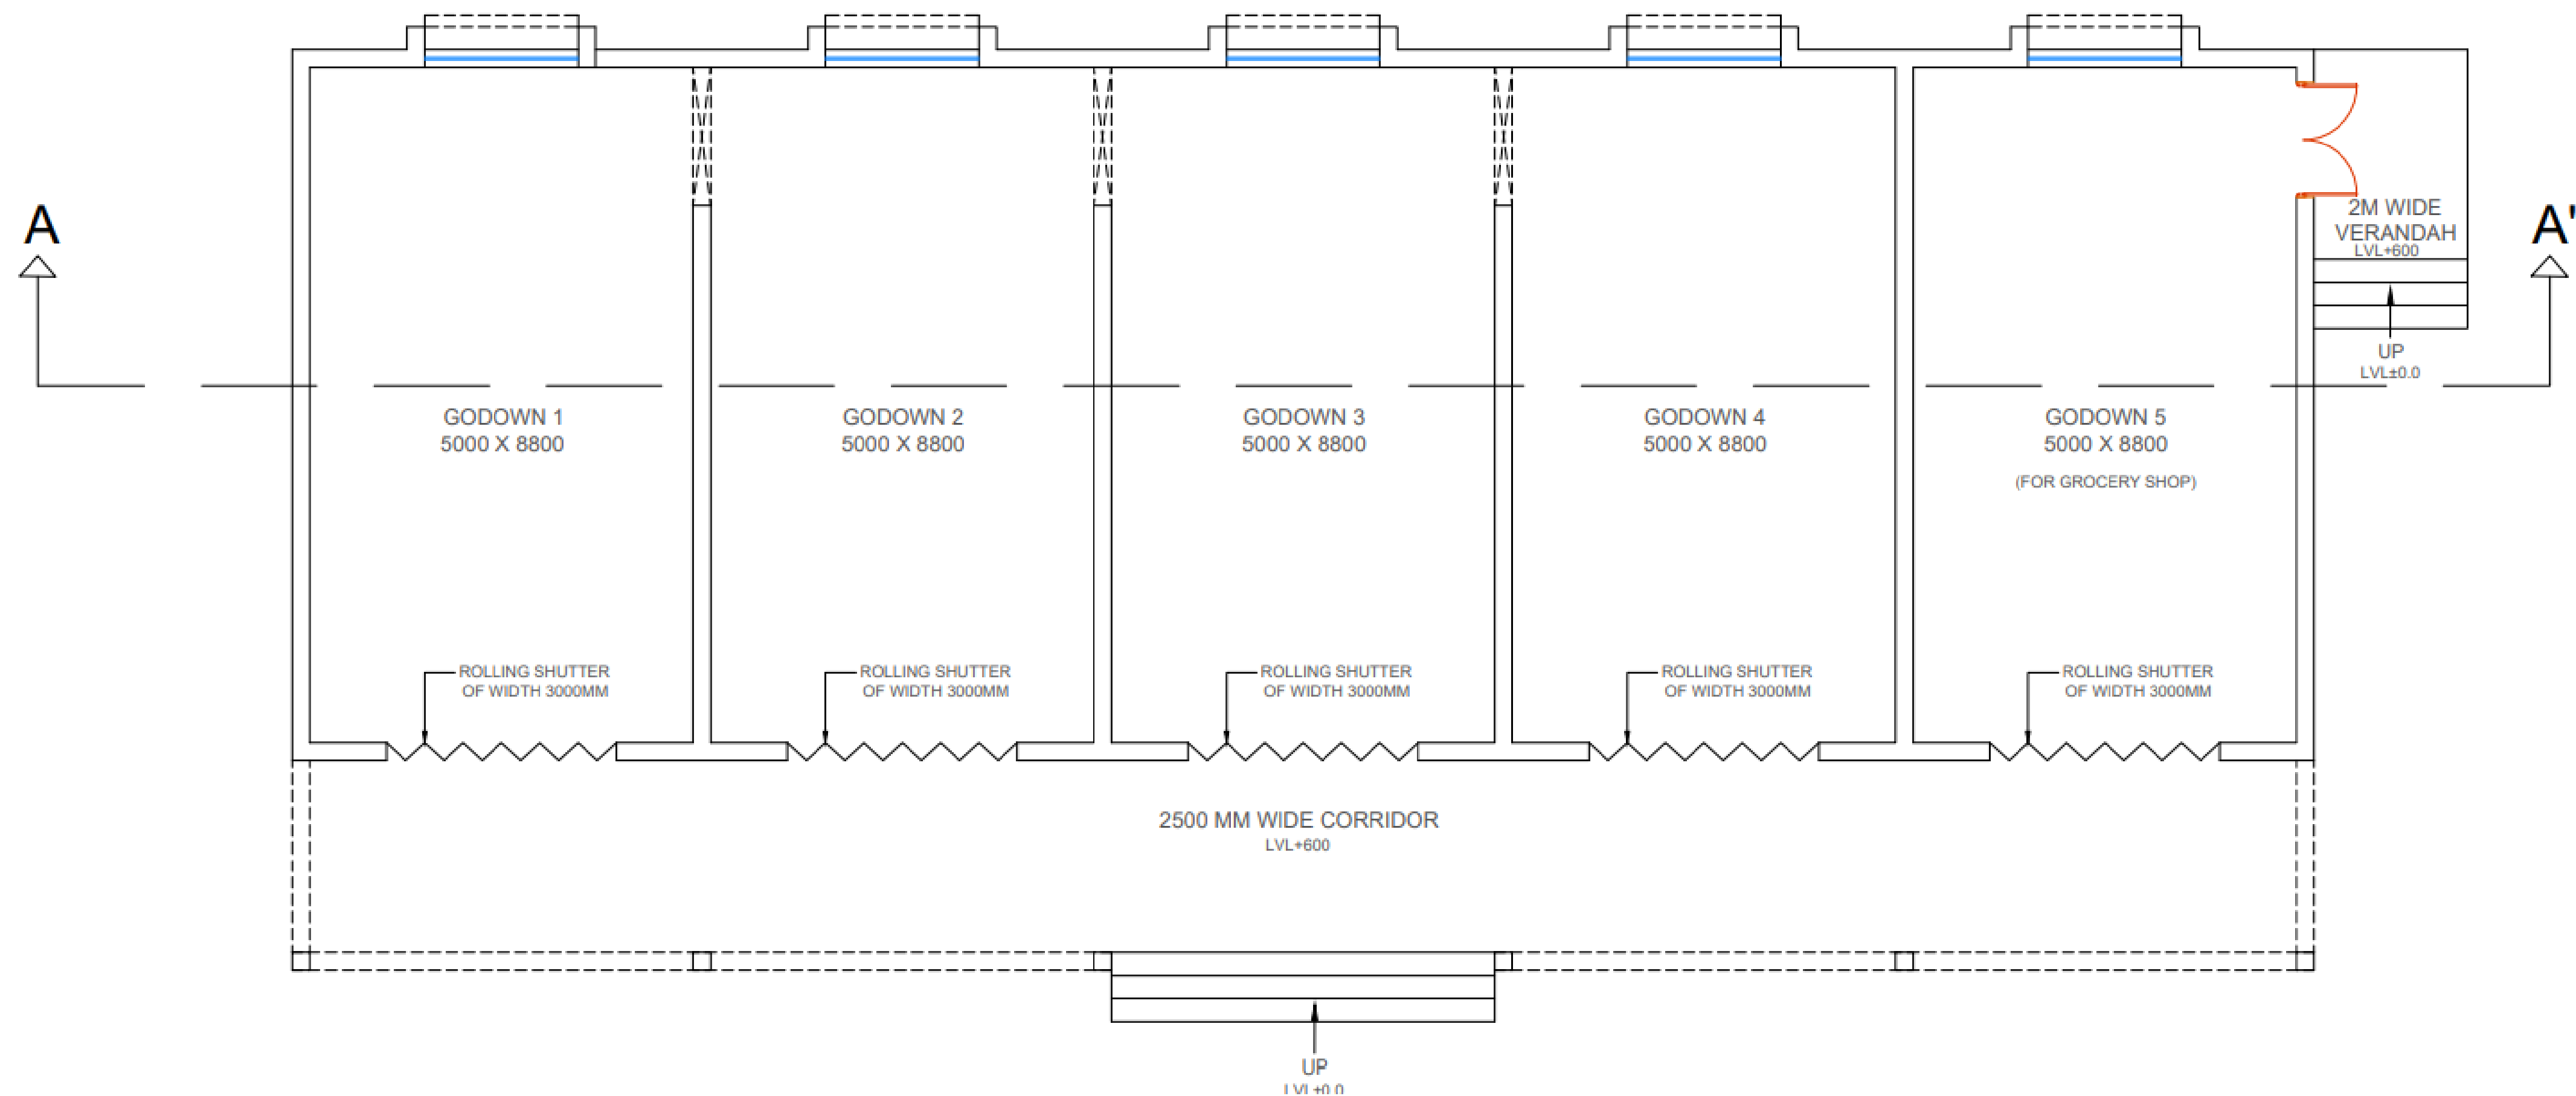 A
A'
2M WIDE
VERANDAH
LVL+600
UP
LVL±0.0
GODOWN 1
5000 X 8800
GODOWN 2
5000 X 8800
GODOWN 3
5000 X 8800
GODOWN 4
5000 X 8800
GODOWN 5
5000 X 8800
(FOR GROCERY SHOP)
ROLLING SHUTTER
OF WIDTH 3000MM
ROLLING SHUTTER
OF WIDTH 3000MM
ROLLING SHUTTER
OF WIDTH 3000MM
ROLLING SHUTTER
OF WIDTH 3000MM
ROLLING SHUTTER
OF WIDTH 3000MM
2500 MM WIDE CORRIDOR
LVL+600
UP
LVL±0.0